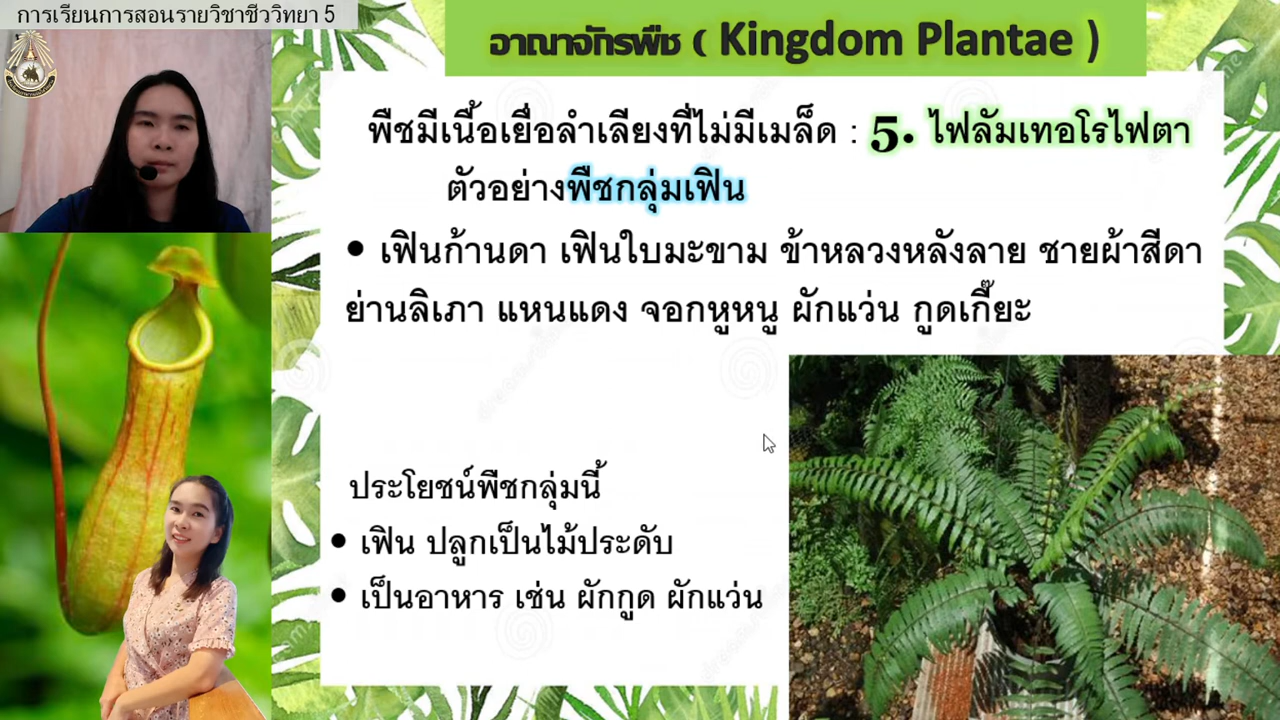 การเรียนการสอนรายวิชาชีววิทยา 5
อาณาจักรพืช ( Kingdom Plantae )
พืชมีเนื้อเยื่อลำเลียงที่ไม่มีเมล็ด : 5. ไฟลัมเทอโรไฟตา
ตัวอย่างพืชกลุ่มเฟิน
• เฟินก้านดา เฟินใบมะขาม ข้าหลวงหลังลาย ชายผ้าสีดา
ย่านลิเภา แหนแดง จอกหูหนู ผักแว่น กูดเกี๊ยะ
ประโยชน์พืชกลุ่มนี้
• เฟิน ปลูกเป็นไม้ประดับ
• เป็นอาหาร เช่น ผักกูด ผักแว่น